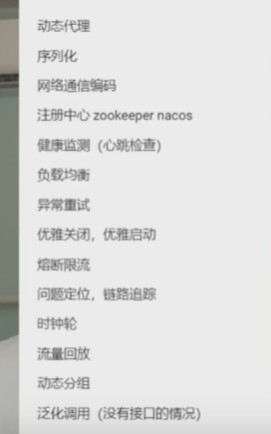 动态代理
序列化
网络通信编码
注册中心 zookeeper nacos
健康监测（心跳检查）
负载均衡
异常重试
优雅关闭，优雅启动
熔断限流
问题定位，链路追踪
时钟轮
流量回放
动态分组
泛化调用（没有接口的情况）